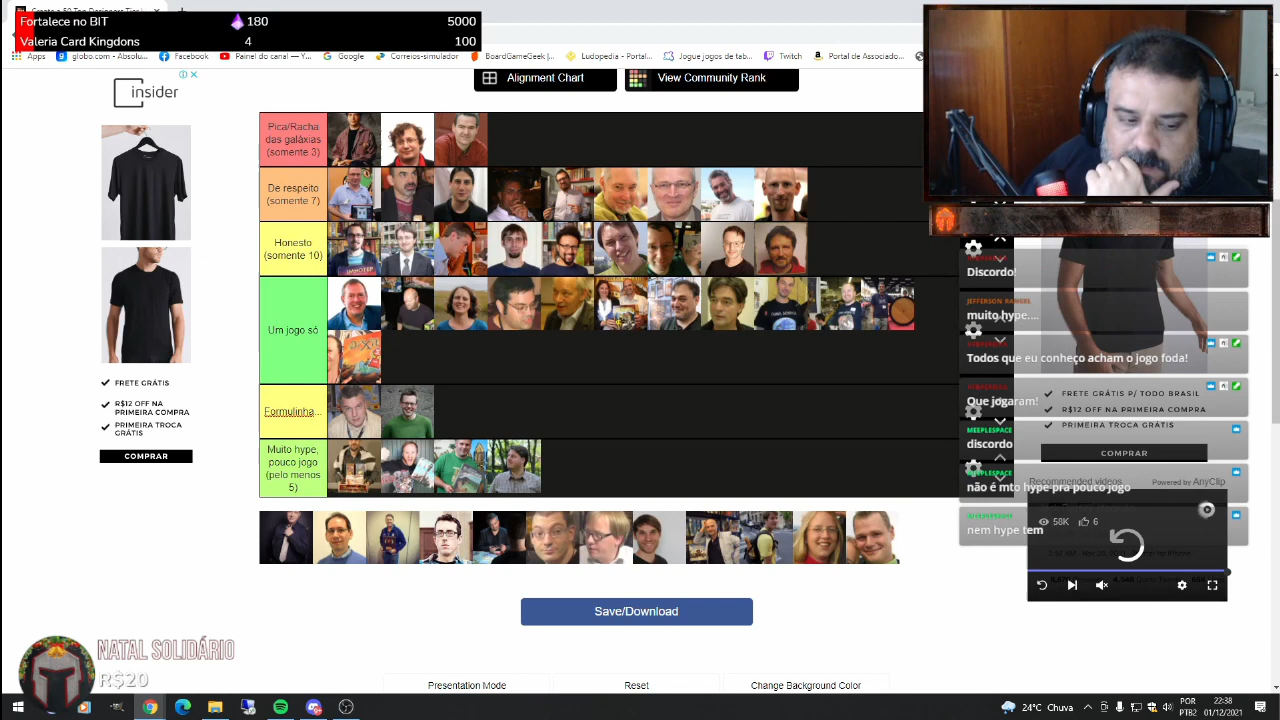 Fortalece no BIT 180 5000
Valeria Card Kingdons 4 100
Apps
globo.com - Absolut...
Facebook
Painel do canal — Y...
Google
Correios-simulador
BoardGameGeek |...
Ludopedia - Portal...
Jogue jogos de tab...
Twitch
Portal de Associado...
Alignment Chart
View Community Rank
insider
FRETE GRÁTIS
R$12 OFF NA
PRIMEIRA COMPRA
PRIMEIRA TROCA
GRÁTIS
COMPRAR
Pica/Racha
das galáxias
(somente 3)
De respeito
(somente 7)
Honesto
(somente 10)
IMHOTEP
Um jogo só
Formulinha...
Muito hype,
pouco jogo
(pelo menos
5)
Discordo!
JEFFERSON RANGEL
muito hype....
Todos que eu conheço acham o jogo foda!
FRETE GRÁTIS P/ TODO BRASIL
Que jogaram!
R$12 OFF NA PRIMEIRA COMPRA
PRIMEIRA TROCA GRÁTIS
MEEPLESPACE
discordo
COMPRAR
MEEPLESPACE
Recommended videos
Powered by AnyClip
não é mto hype pra pouco jogo
MEEPLESPACE
nem hype tem
58K
6
Save/Download
Presentation Mode
Reset
Change Background Color
NATAL SOLIDÁRIO
R$20
24°C Chuva
POR
PTB2
22:38
01/12/2021